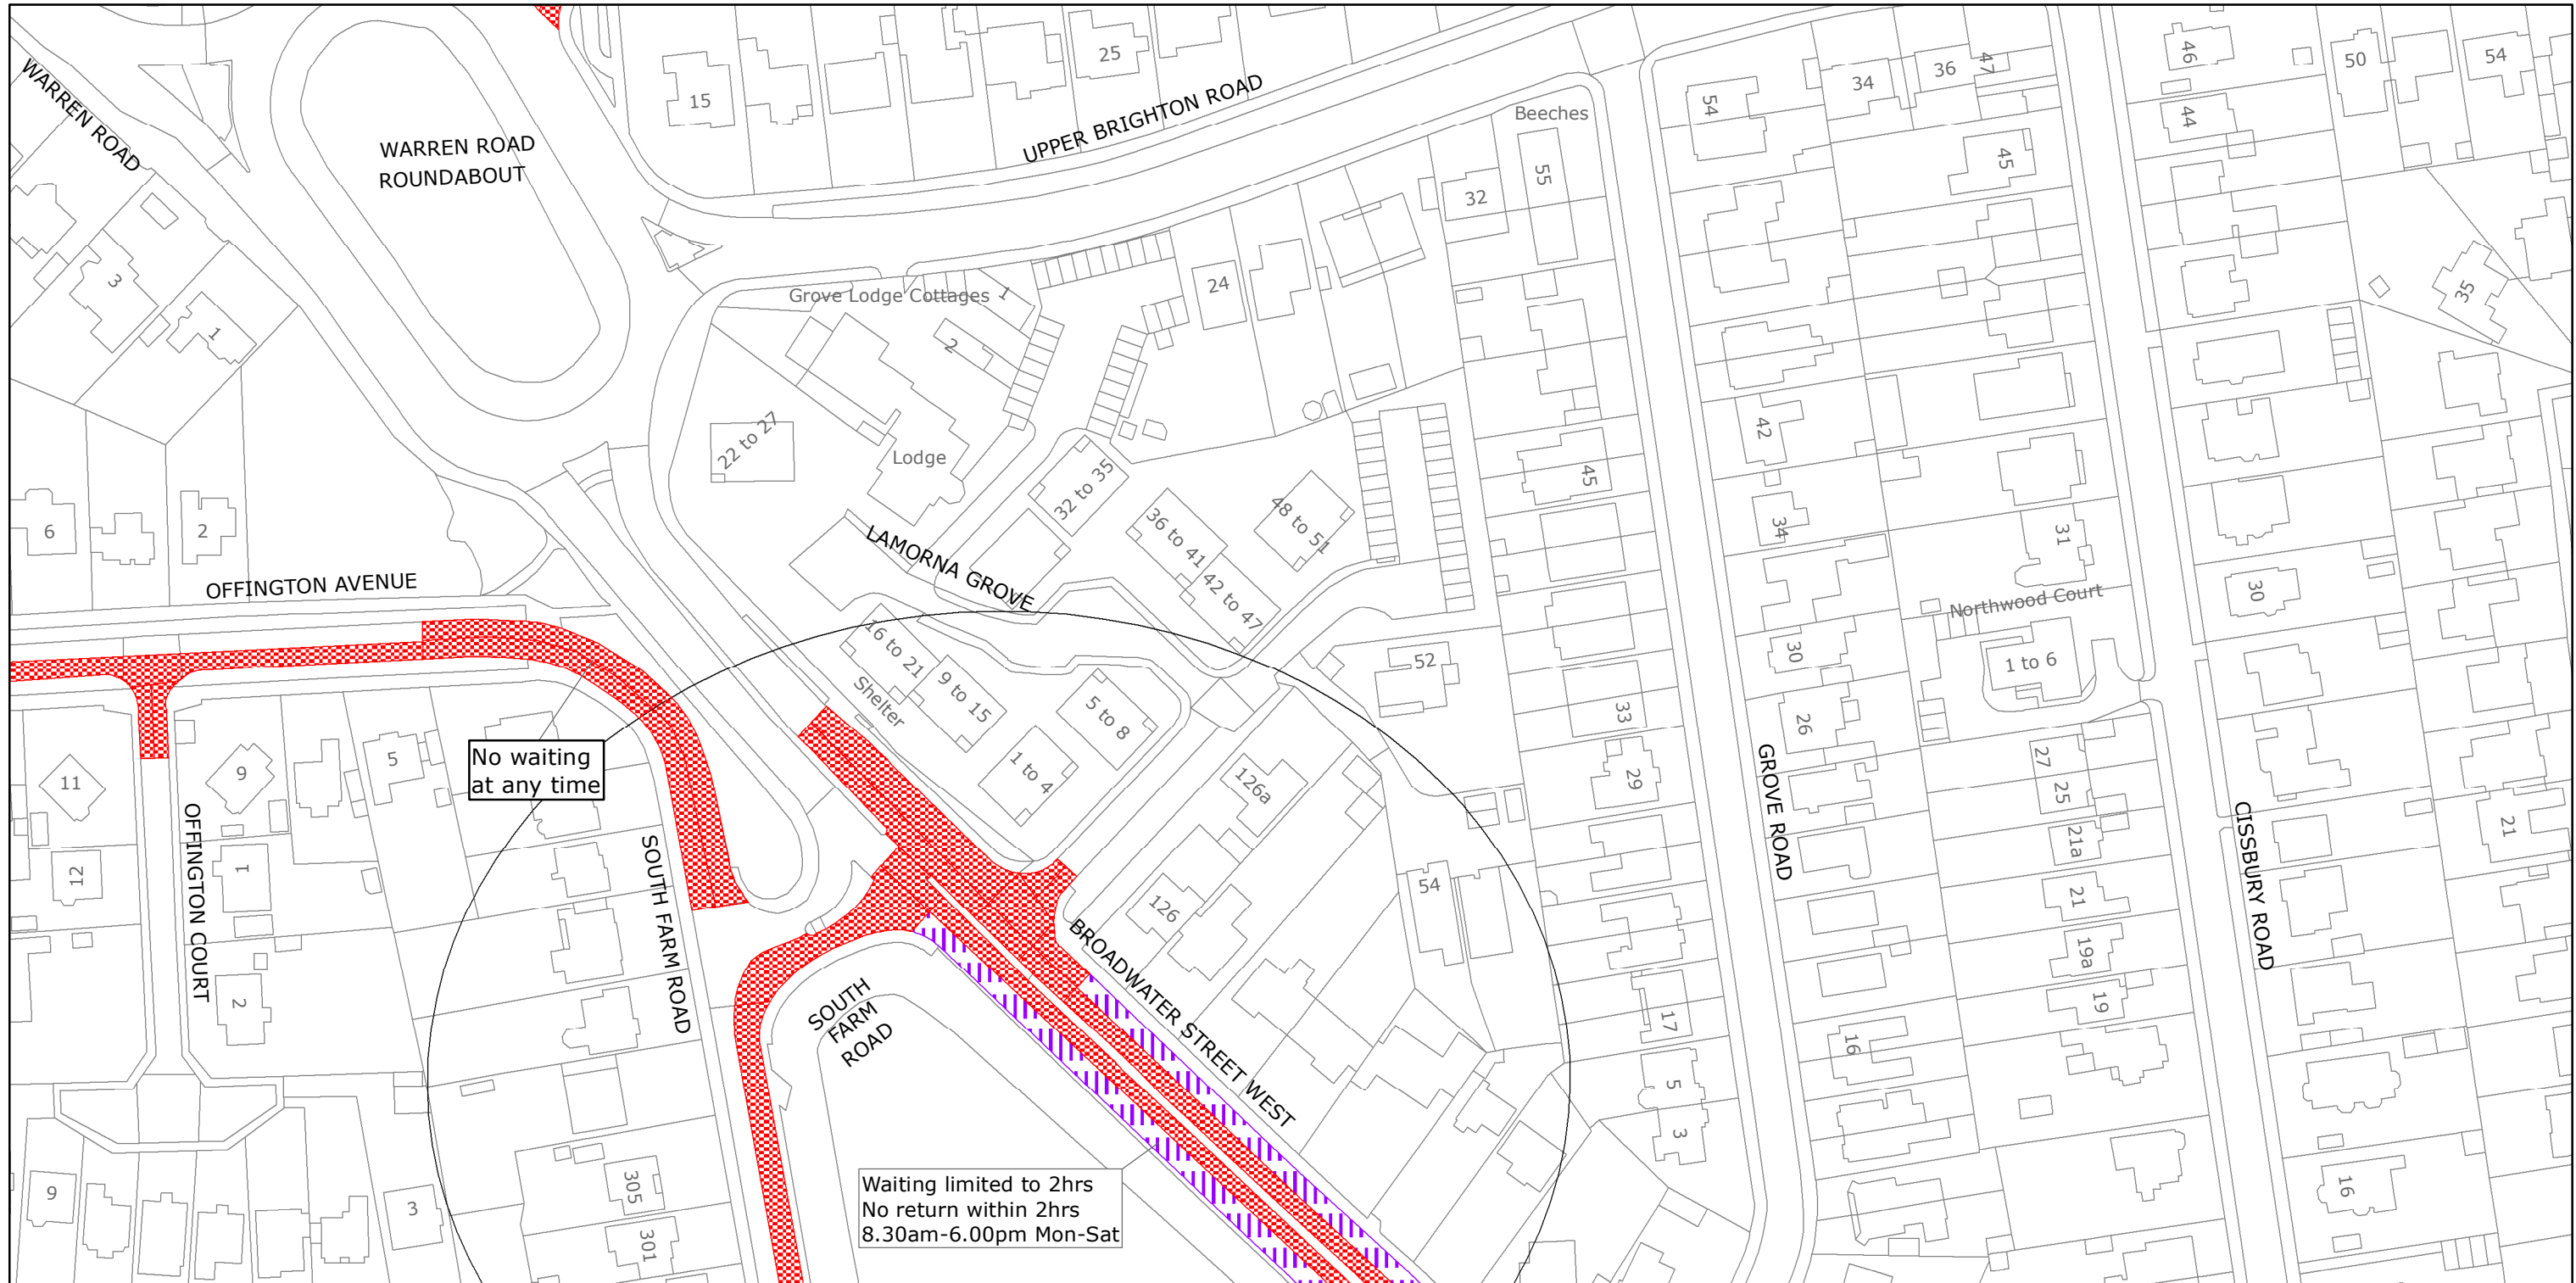 WARREN ROAD
WARREN ROAD
ROUNDABOUT
UPPER BRIGHTON ROAD
15
25
Beeches
55
32
54
34
36
47
45
46
44
50
54
35
3
1
Grove Lodge Cottages
1
2
24
22 to 27
Lodge
32 to 35
36 to 41
48 to 51
42 to 47
45
42
34
31
30
Northwood Court
1 to 6
6
2
OFFINGTON AVENUE
LAMORNA GROVE
16 to 21
9 to 15
Shelter
5 to 8
1 to 4
52
33
30
26
29
27
25
21a
21
19a
19
21
No waiting
at any time
11
9
5
12
1
2
OFFINGTON COURT
SOUTH FARM ROAD
126a
126
54
GROVE ROAD
CISSBURY ROAD
BROADWATER STREET WEST
SOUTH
FARM
ROAD
17
16
5
3
16
9
3
305
301
Waiting limited to 2hrs
No return within 2hrs
8.30am-6.00pm Mon-Sat